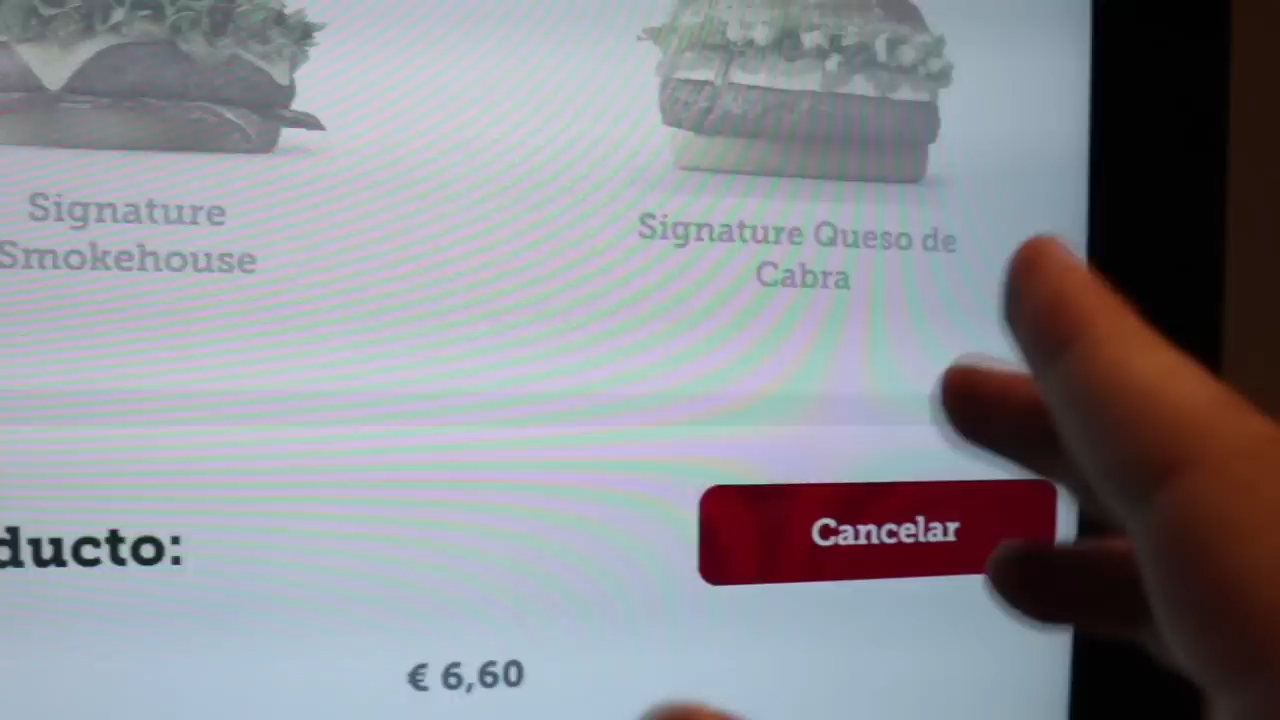 Signature
Smokehouse
Signature Queso de
Cabra
ducto:
Cancelar
€ 6,60